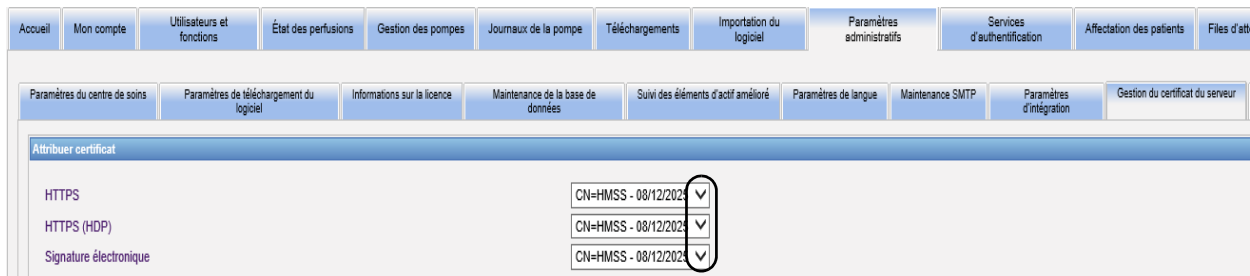 Accueil
Mon compte
Utilisateurs et
fonctions
État des perfusions
Gestion des pompes
Journaux de la pompe
Téléchargements
Importation du
logiciel
Paramètres
administratifs
Services
d'authentification
Affectation des patients
Files
Paramètres du centre de soins
Paramètres de téléchargement du
logiciel
Informations sur la licence
Maintenance de la base de
données
Suivi des éléments d'actif amélioré
Paramètres de langue
Maintenance SMTP
Paramètres
d'intégration
Gestion du certificat du serveur
Attribuer certificat
HTTPS CN=HMSS - 08/12/2025
HTTPS (HDP) CN=HMSS - 08/12/2025
Signature électronique CN=HMSS - 08/12/2025